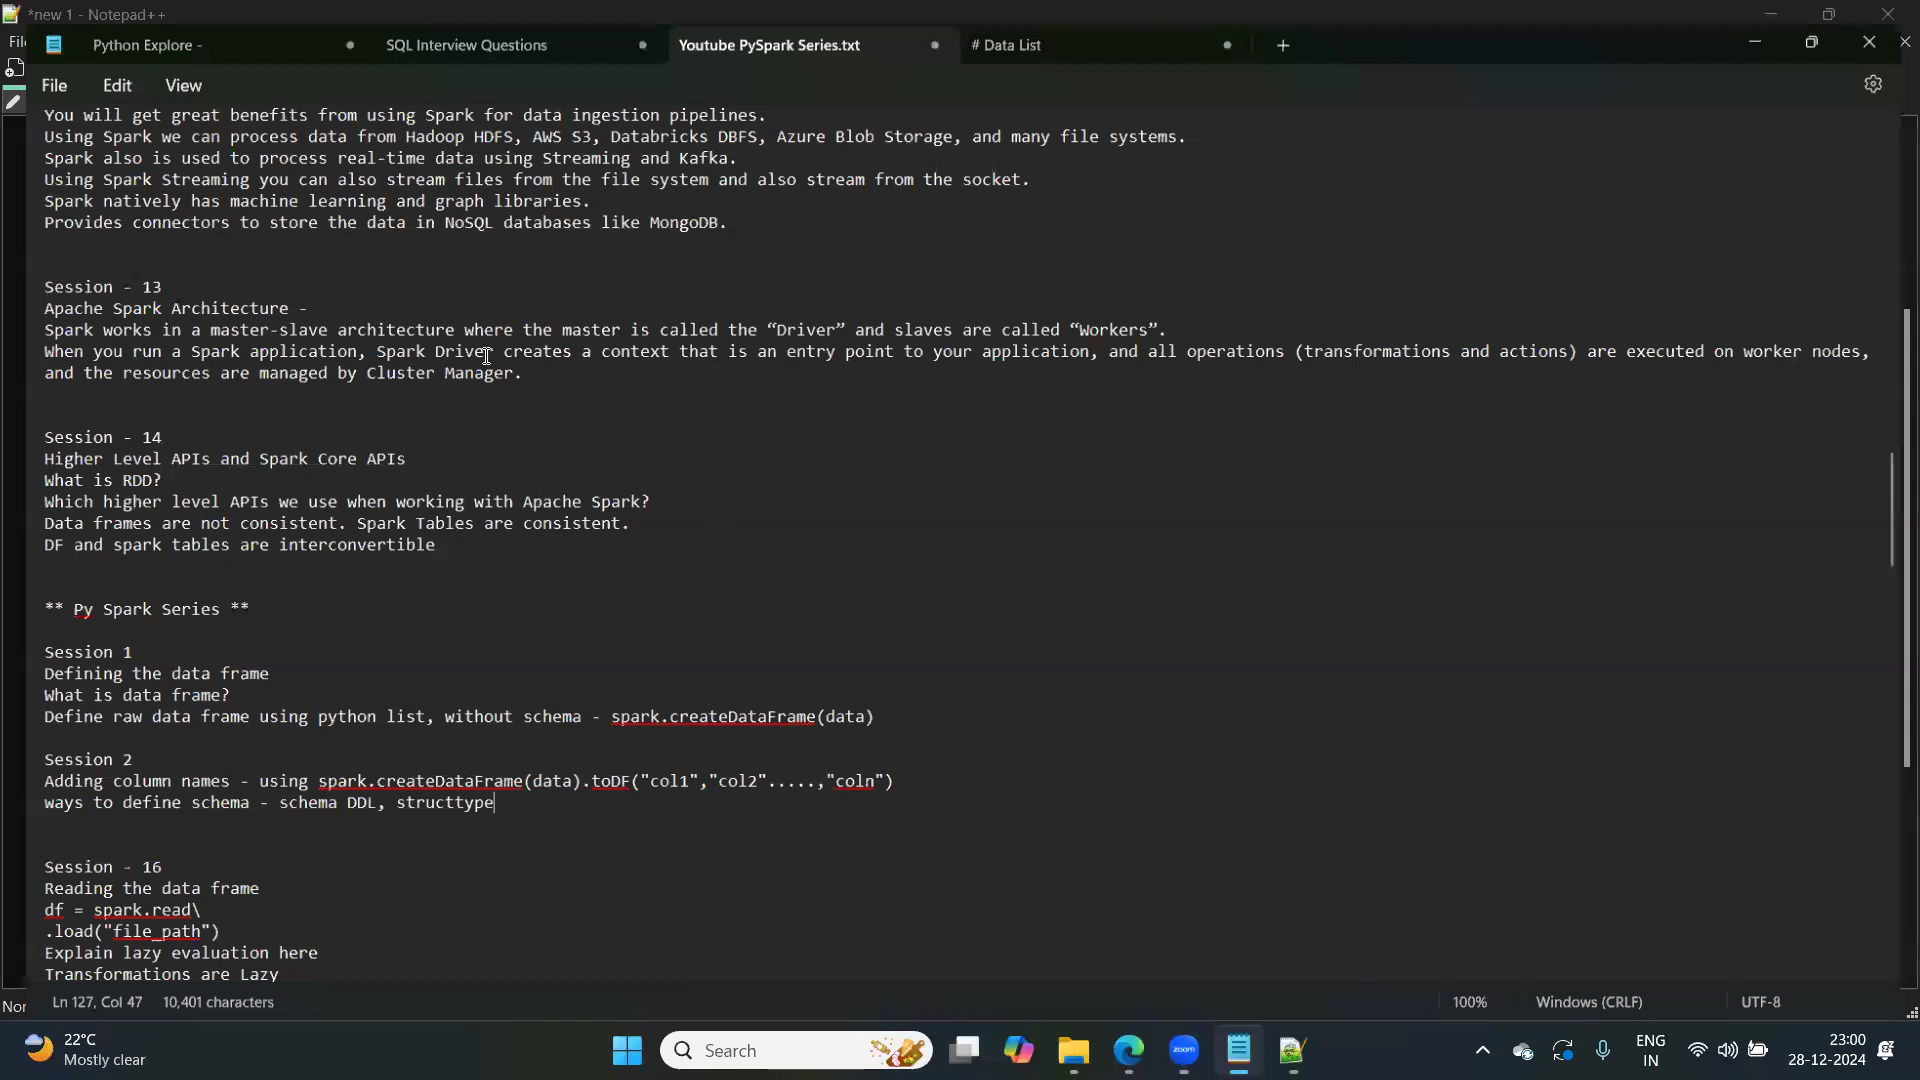 *new 1 - Notepad++
Python Explore -
SQL Interview Questions
Youtube PySpark Series.txt
# Data List
File
Edit
View
You will get great benefits from using Spark for data ingestion pipelines.
Using Spark we can process data from Hadoop HDFS, AWS S3, Databricks DBFS, Azure Blob Storage, and many file systems.
Spark also is used to process real-time data using Streaming and Kafka.
Using Spark Streaming you can also stream files from the file system and also stream from the socket.
Spark natively has machine learning and graph libraries.
Provides connectors to store the data in NoSQL databases like MongoDB.
Session - 13
Apache Spark Architecture -
Spark works in a master-slave architecture where the master is called the “Driver” and slaves are called “Workers”.
When you run a Spark application, Spark Driver creates a context that is an entry point to your application, and all operations (transformations and actions) are executed on worker nodes,
and the resources are managed by Cluster Manager.
Session - 14
Higher Level APIs and Spark Core APIs
What is RDD?
Which higher level APIs we use when working with Apache Spark?
Data frames are not consistent. Spark Tables are consistent.
DF and spark tables are interconvertible
** Py Spark Series **
Session 1
Defining the data frame
What is data frame?
Define raw data frame using python list, without schema - spark.createDataFrame(data)
Session 2
Adding column names - using spark.createDataFrame(data).toDF("col1","col2".....,"coln")
ways to define schema - schema DDL, structtype
Session - 16
Reading the data frame
df = spark.read\
.load("file_path")
Explain lazy evaluation here
Transformations are Lazy
Ln 127, Col 47
10,401 characters
100%
Windows (CRLF)
UTF-8
22°C
Mostly clear
Search
zoom
ENG
IN
23:00
28-12-2024